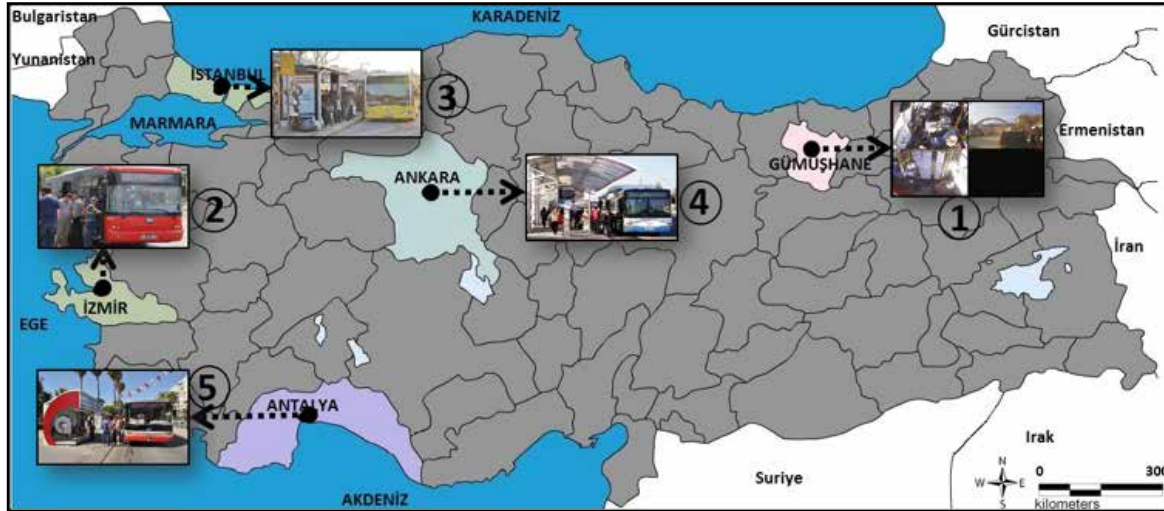 Bulgaristan
KARADENİZ
Gürcistan
Yunanistan
İSTANBUL
3
MARMARA
Ermenistan
GÜMÜŞHANE
ANKARA
2
4
1
İran
İZMİR
EGE
5
ANTALYA
Irak
Suriye
AKDENİZ
N
W E
S
0 300
kilometers